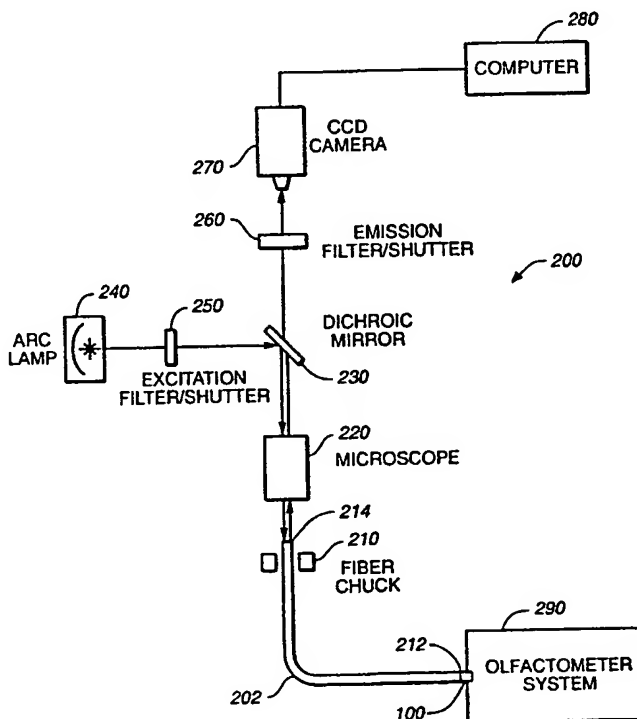 280
COMPUTER
CCD
CAMERA
270
260
EMISSION
FILTER/SHUTTER
200
240
250
ARC
LAMP
DICHROIC
MIRROR
230
EXCITATION
FILTER/SHUTTER
220
MICROSCOPE
214
210
FIBER
CHUCK
290
212
OLFACTOMETER
SYSTEM
202
100